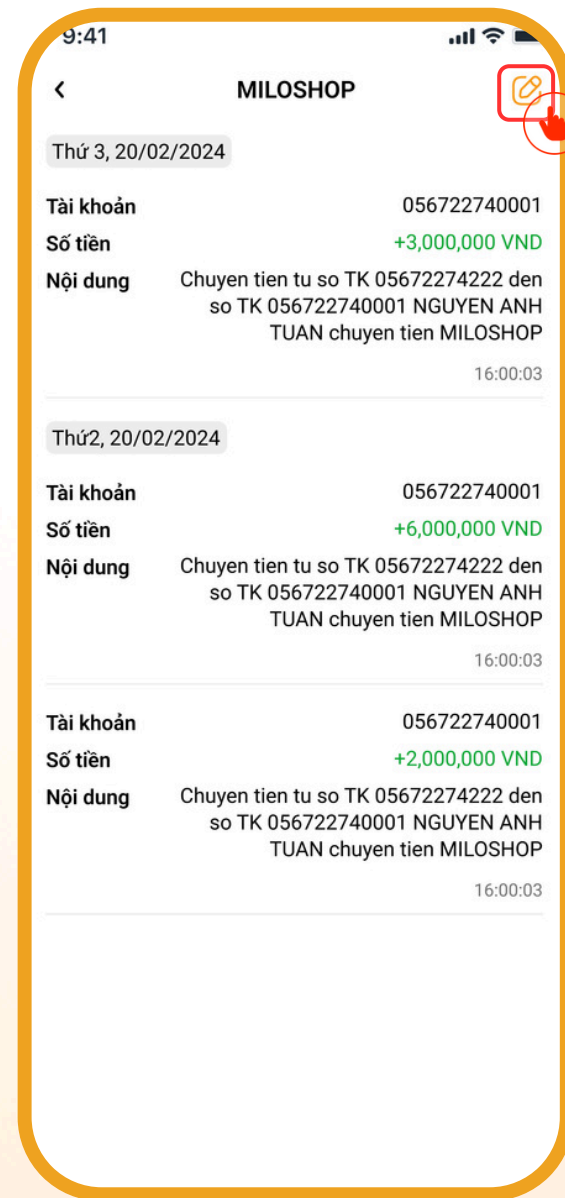 9:41
MILOSHOP
Thứ 3, 20/02/2024
Tài khoản 056722740001
Số tiền +3,000,000 VND
Nội dung Chuyen tien tu so TK 05672274222 den
so TK 056722740001 NGUYEN ANH
TUAN chuyen tien MILOSHOP
16:00:03
Thứ2, 20/02/2024
Tài khoản 056722740001
Số tiền +6,000,000 VND
Nội dung Chuyen tien tu so TK 05672274222 den
so TK 056722740001 NGUYEN ANH
TUAN chuyen tien MILOSHOP
16:00:03
Tài khoản 056722740001
Số tiền +2,000,000 VND
Nội dung Chuyen tien tu so TK 05672274222 den
so TK 056722740001 NGUYEN ANH
TUAN chuyen tien MILOSHOP
16:00:03